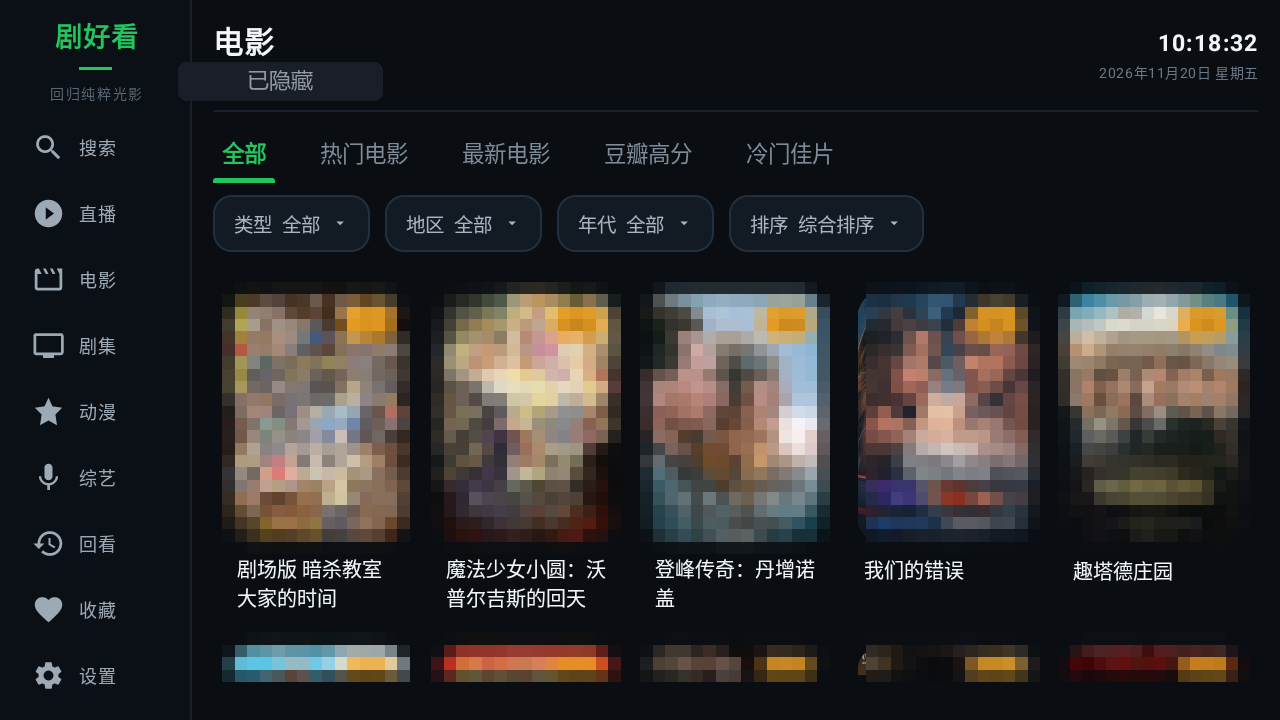 剧好看
回归纯粹光影
搜索
直播
电影
剧集
动漫
综艺
回看
收藏
设置
电影
已隐藏
10:18:32
2026年11月20日 星期五
全部
热门电影
最新电影
豆瓣高分
冷门佳片
类型 全部
地区 全部
年代 全部
排序 综合排序
剧场版 暗杀教室
大家的时间
魔法少女小圆：沃
普尔吉斯的回天
登峰传奇：丹增诺
盖
我们的错误
趣塔德庄园